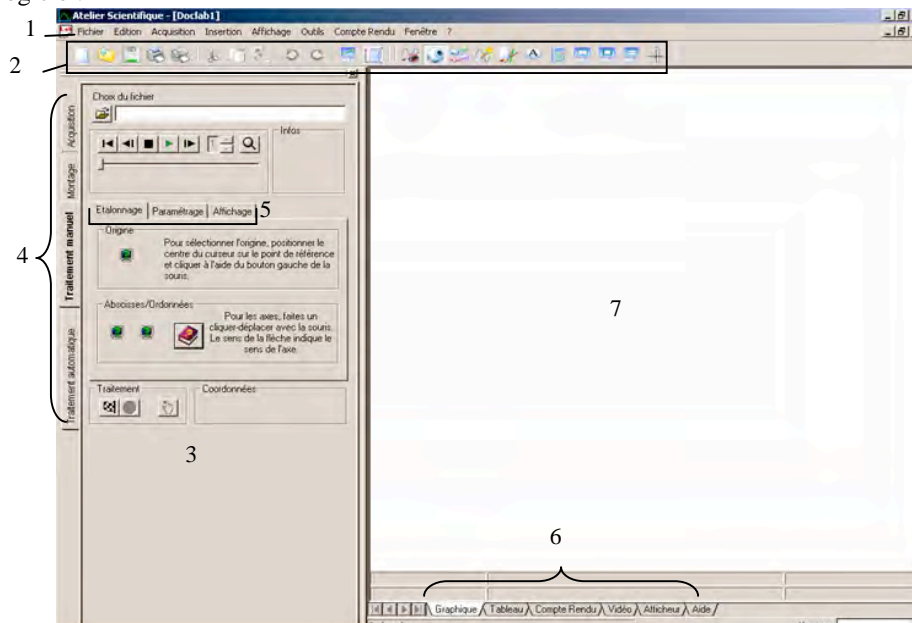 Atelier Scientifique - [Doclab1]
1
Fichier Edition Acquisition Insertion Affichage Outils Compte Rendu Fenêtre ?
2
Choix du fichier
Infos
1
Acquisition
Montage
Traitement manuel
Traitement automatique
4
Etalonnage Paramétrage Affichage
5
Origine
Pour sélectionner l'origine, positionner le
centre du curseur sur le point de référence
et cliquer à l'aide du bouton gauche de la
souris.
Abscisses/Ordonnées
Pour les axes, faites un
cliquer-déplacer avec la souris.
Le sens de la flèche indique le
sens de l'axe.
Traitement
Coordonnées
3
7
6
Graphique Tableau Compte Rendu Vidéo Afficheur Aide